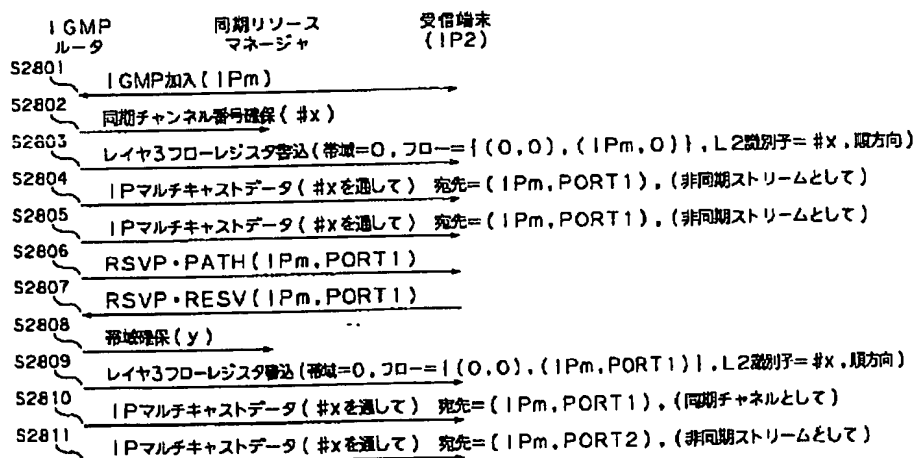 IGMP
ルータ
同期リソース
マネージャ
受信端末
(IP2)
S2801 IGMP加入(IPm)
S2802 同期チャンネル番号確保(#x)
S2803 レイヤ3フローレジスタ書込(帯域=0,フロー={(0,0),(IPm,0)},L2識別子=#x,順方向)
S2804 IPマルチキャストデータ(#xを通して) 宛先=(IPm,PORT1),(非同期ストリームとして)
S2805 IPマルチキャストデータ(#xを通して) 宛先=(IPm,PORT1),(非同期ストリームとして)
S2806 RSVP・PATH(IPm,PORT1)
S2807 RSVP・RESV(IPm,PORT1)
S2808 帯域確保(y)
S2809 レイヤ3フローレジスタ書込(帯域=0,フロー={(0,0),(IPm,PORT1)},L2識別子=#x,順方向)
S2810 IPマルチキャストデータ(#xを通して) 宛先=(IPm,PORT1),(同期チャネルとして)
S2811 IPマルチキャストデータ(#xを通して) 宛先=(IPm,PORT2),(非同期ストリームとして)